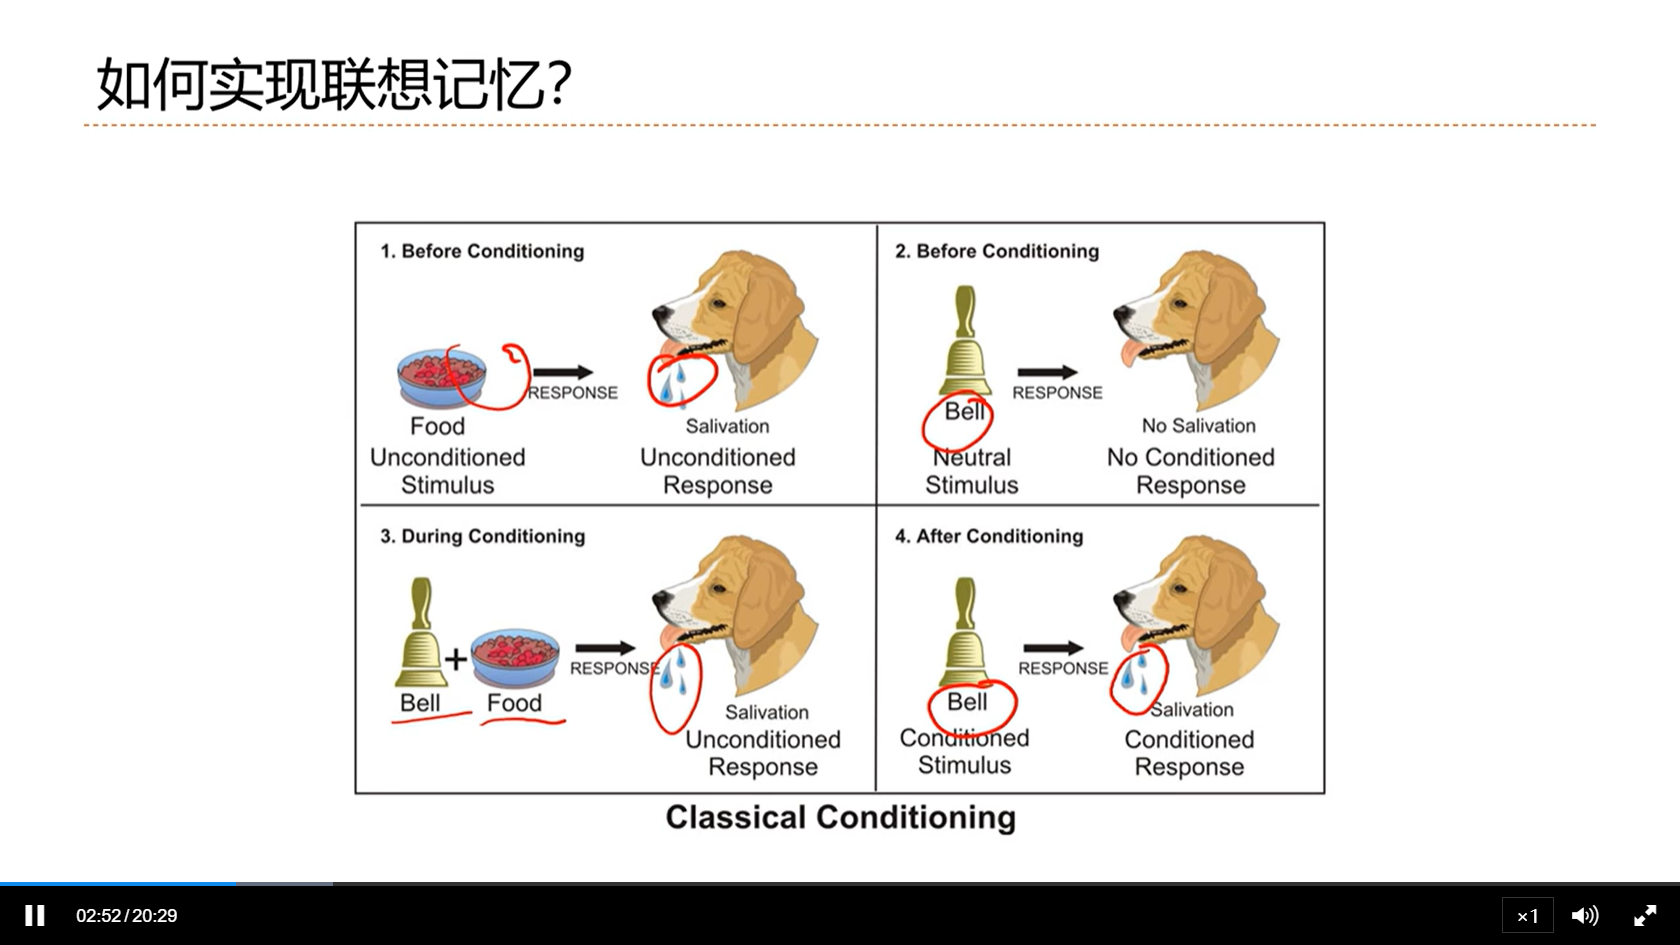 如何实现联想记忆？
1. Before Conditioning
RESPONSE
Food
Salivation
Unconditioned
Stimulus
Unconditioned
Response
2. Before Conditioning
RESPONSE
Bell
No Salivation
Neutral
Stimulus
No Conditioned
Response
3. During Conditioning
+
RESPONSE
Bell
Food
Salivation
Unconditioned
Response
4. After Conditioning
RESPONSE
Bell
Salivation
Conditioned
Stimulus
Conditioned
Response
Classical Conditioning
02:52/20:29
×1